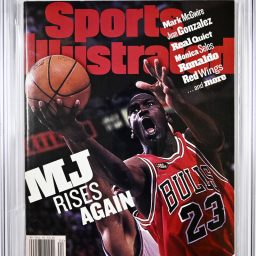 Sports
Illustrated
Mark McGwire
Juan Gonzalez
Real Quiet
Monica Seles
Ronaldo
Red Wings
...and more
MJ
RISES
AGAIN
BULLS
23